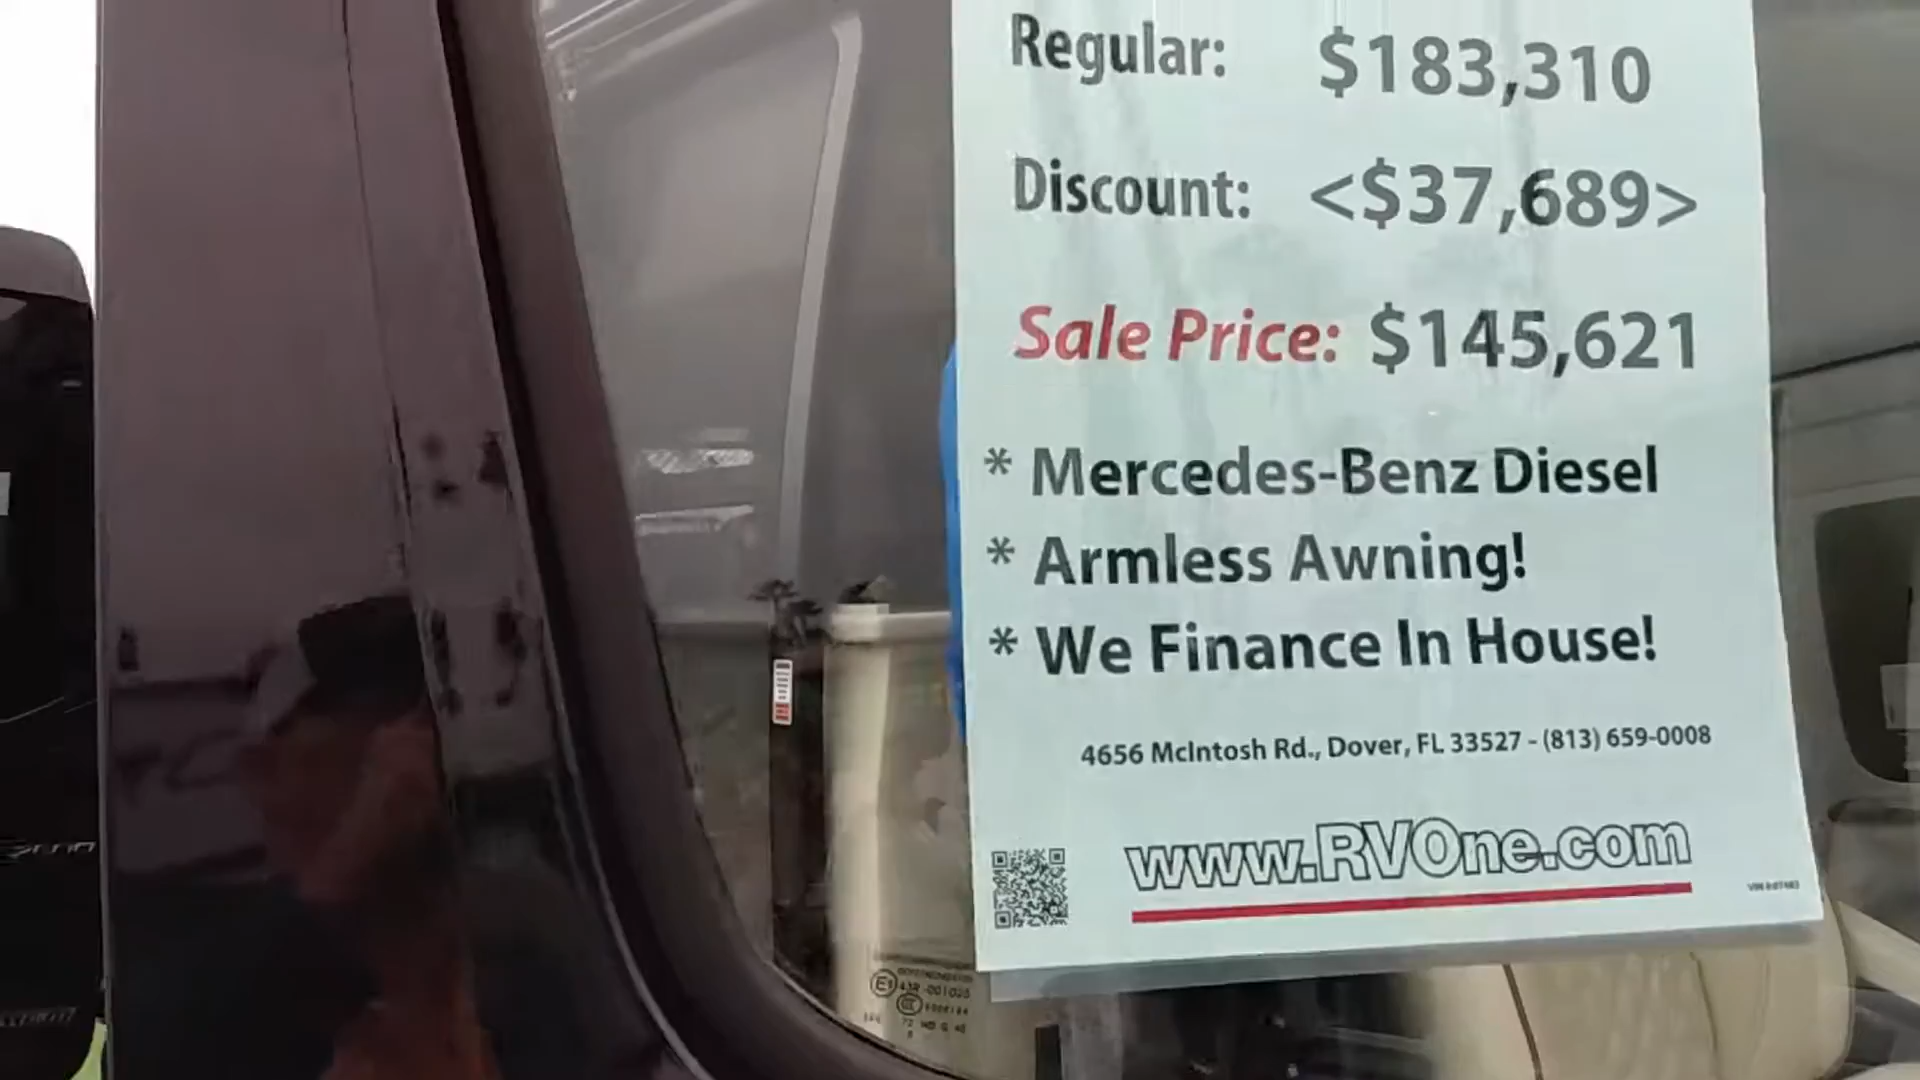 Regular: $183,310
Discount: <$37,689>
Sale Price: $145,621
* Mercedes-Benz Diesel
* Armless Awning!
* We Finance In House!
4656 McIntosh Rd., Dover, FL 33527 - (813) 659-0008
www.RVOne.com